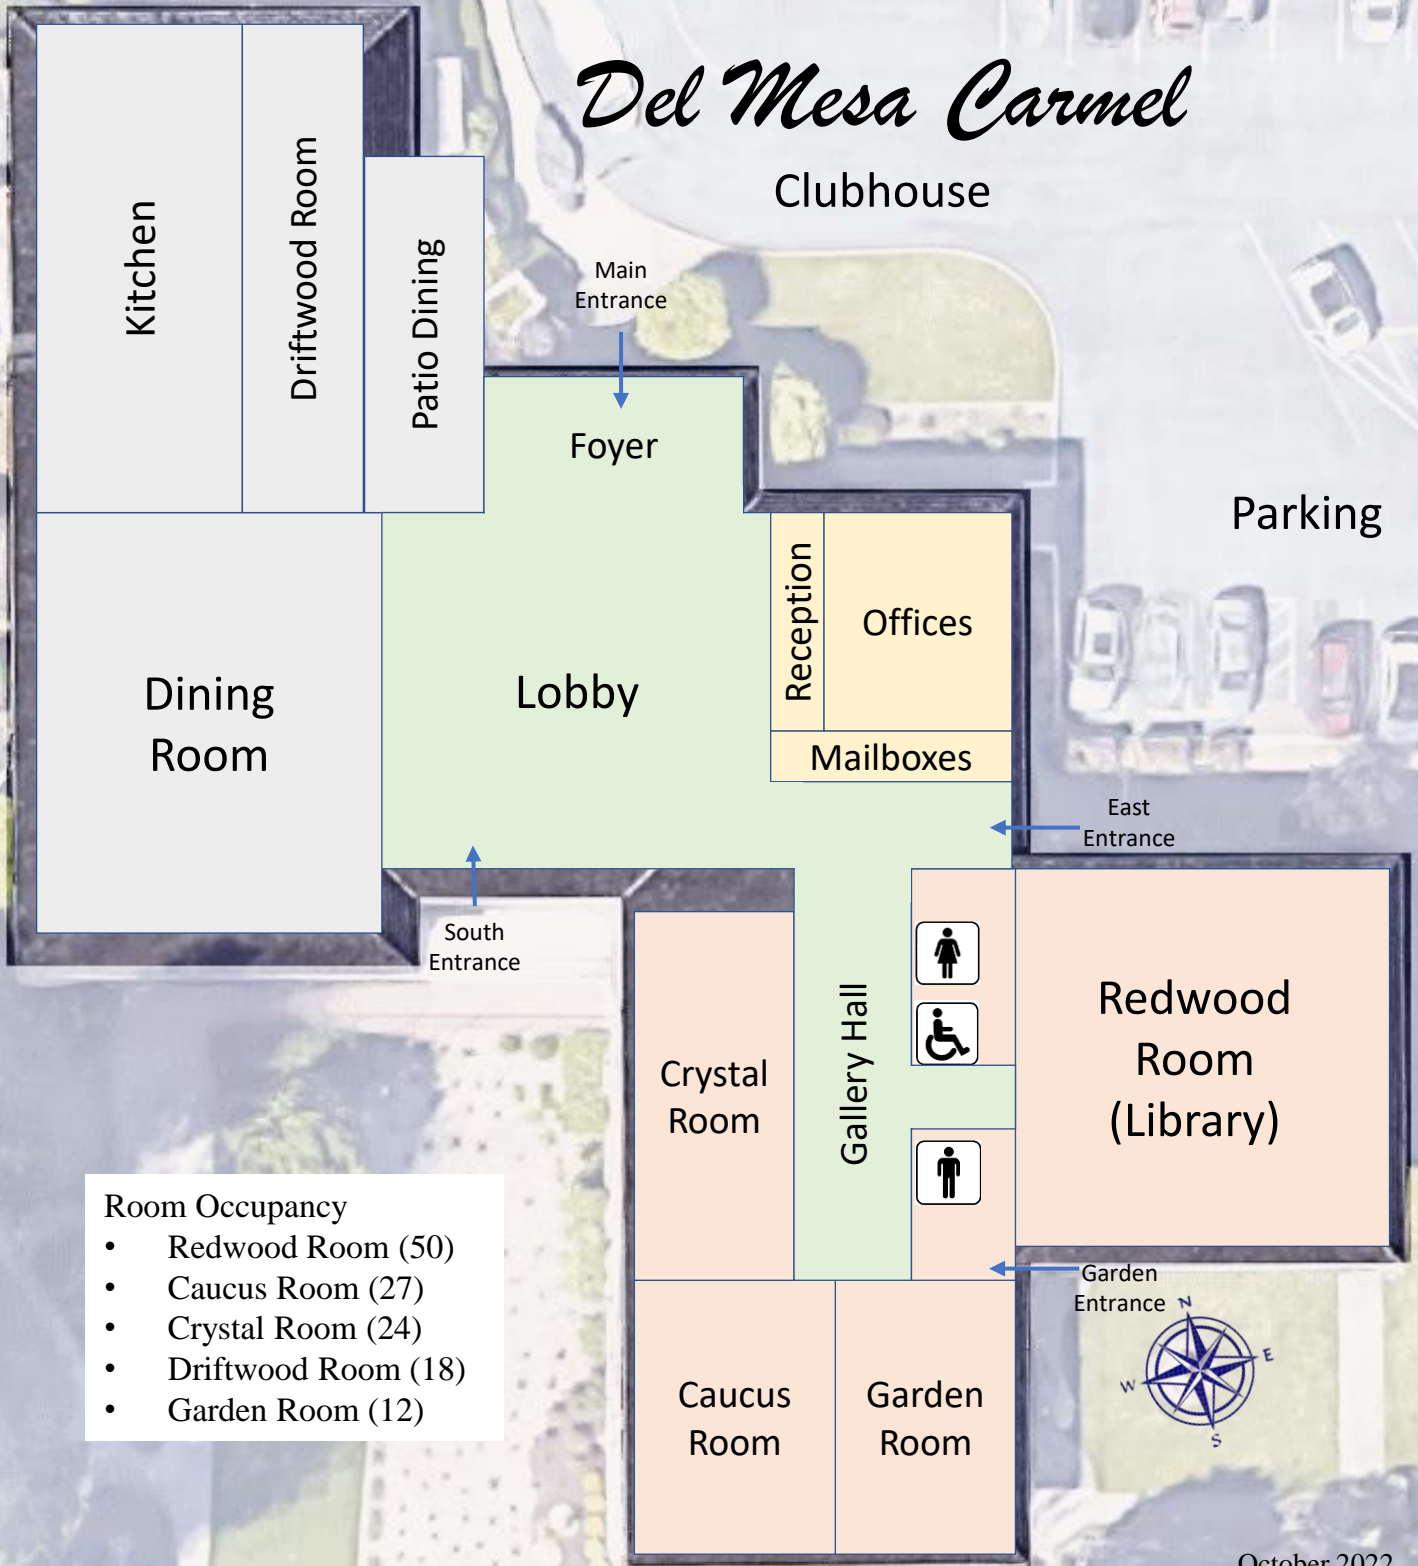 Del Mesa Carmel
Clubhouse
Kitchen
Driftwood Room
Patio Dining
Main
Entrance
Foyer
Parking
Reception
Offices
Dining
Room
Lobby
Mailboxes
East
Entrance
South
Entrance
Gallery Hall
Crystal
Room
Redwood
Room
(Library)
Room Occupancy
• Redwood Room (50)
• Caucus Room (27)
• Crystal Room (24)
• Driftwood Room (18)
• Garden Room (12)
Garden
Entrance
N
E
W
S
Caucus
Room
Garden
Room
October 2022